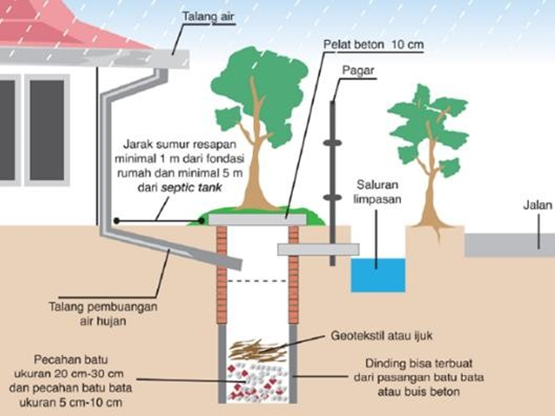 Talang air
Pelat beton 10 cm
Pagar
Jarak sumur resapan
minimal 1 m dari fondasi
rumah dan minimal 5 m
dari septic tank
Saluran
limpasan
Jalan
Talang pembuangan
air hujan
Geotekstil atau ijuk
Pecahan batu
ukuran 20 cm-30 cm
dan pecahan batu bata
ukuran 5 cm-10 cm
Dinding bisa terbuat
dari pasangan batu bata
atau buis beton